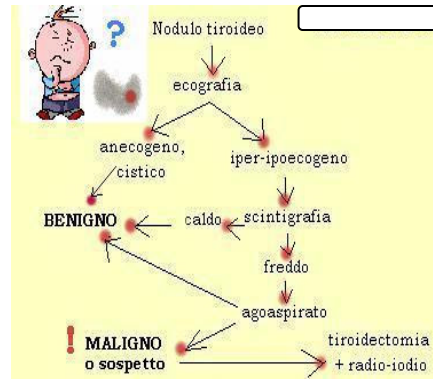 ?
Nodulo tiroideo
ecografia
anecogeno,
cistico
iper-ipoecogeno
BENIGNO
caldo
scintigrafia
freddo
agoaspirato
! MALIGNO
o sospetto
tiroidectomia
+ radio-iodio